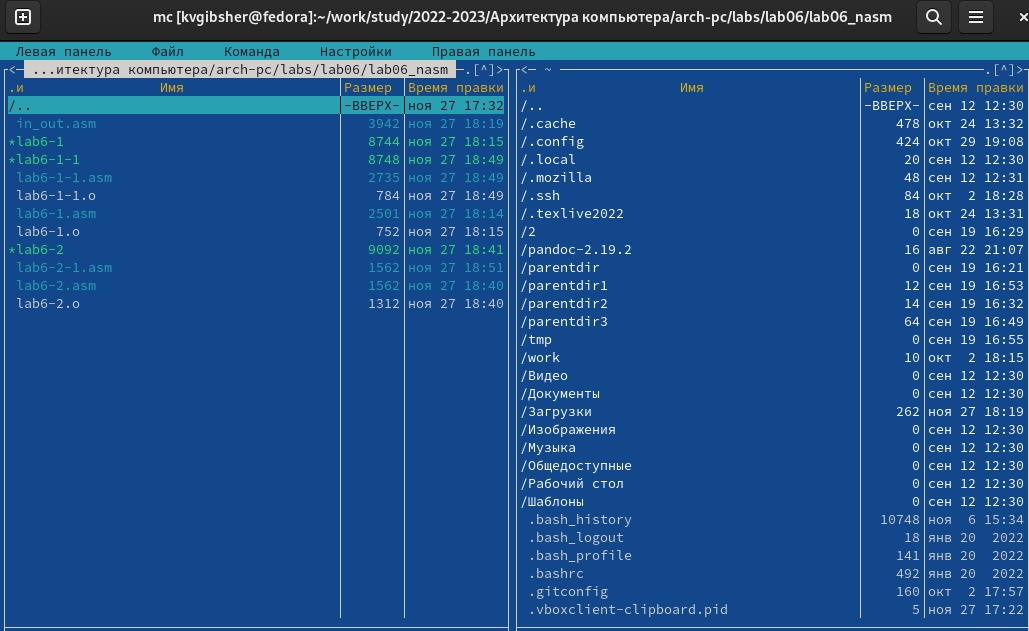 mc [kvgibsher@fedora]:~/work/study/2022-2023/Архитектура компьютера/arch-pc/labs/lab06/lab06_nasm
Левая панель Файл Команда Настройки Правая панель
<─ ...итектура компьютера/arch-pc/labs/lab06/lab06_nasm ─.[^]>
.и Имя Размер Время правки
/.. -ВВЕРХ- ноя 27 17:32
in_out.asm 3942 ноя 27 18:19
*lab6-1 8744 ноя 27 18:15
*lab6-1-1 8748 ноя 27 18:49
lab6-1-1.asm 2735 ноя 27 18:49
lab6-1-1.o 784 ноя 27 18:49
lab6-1.asm 2501 ноя 27 18:14
lab6-1.o 752 ноя 27 18:15
*lab6-2 9092 ноя 27 18:41
lab6-2-1.asm 1562 ноя 27 18:51
lab6-2.asm 1562 ноя 27 18:40
lab6-2.o 1312 ноя 27 18:40
<─ ~ ─.[^]>
.и Имя Размер Время правки
/.. -ВВЕРХ- сен 12 12:30
/.cache 478 окт 24 13:32
/.config 424 окт 29 19:08
/.local 20 сен 12 12:30
/.mozilla 48 сен 12 12:31
/.ssh 84 окт 2 18:28
/.texlive2022 18 окт 24 13:31
/2 0 сен 19 16:29
/pandoc-2.19.2 16 авг 22 21:07
/parentdir 0 сен 19 16:21
/parentdir1 12 сен 19 16:53
/parentdir2 14 сен 19 16:32
/parentdir3 64 сен 19 16:49
/tmp 0 сен 19 16:55
/work 10 окт 2 18:15
/Видео 0 сен 12 12:30
/Документы 0 сен 12 12:30
/Загрузки 262 ноя 27 18:19
/Изображения 0 сен 12 12:30
/Музыка 0 сен 12 12:30
/Общедоступные 0 сен 12 12:30
/Рабочий стол 0 сен 12 12:30
/Шаблоны 0 сен 12 12:30
.bash_history 10748 ноя 6 15:34
.bash_logout 18 янв 20 2022
.bash_profile 141 янв 20 2022
.bashrc 492 янв 20 2022
.gitconfig 160 окт 2 17:57
.vboxclient-clipboard.pid 5 ноя 27 17:22